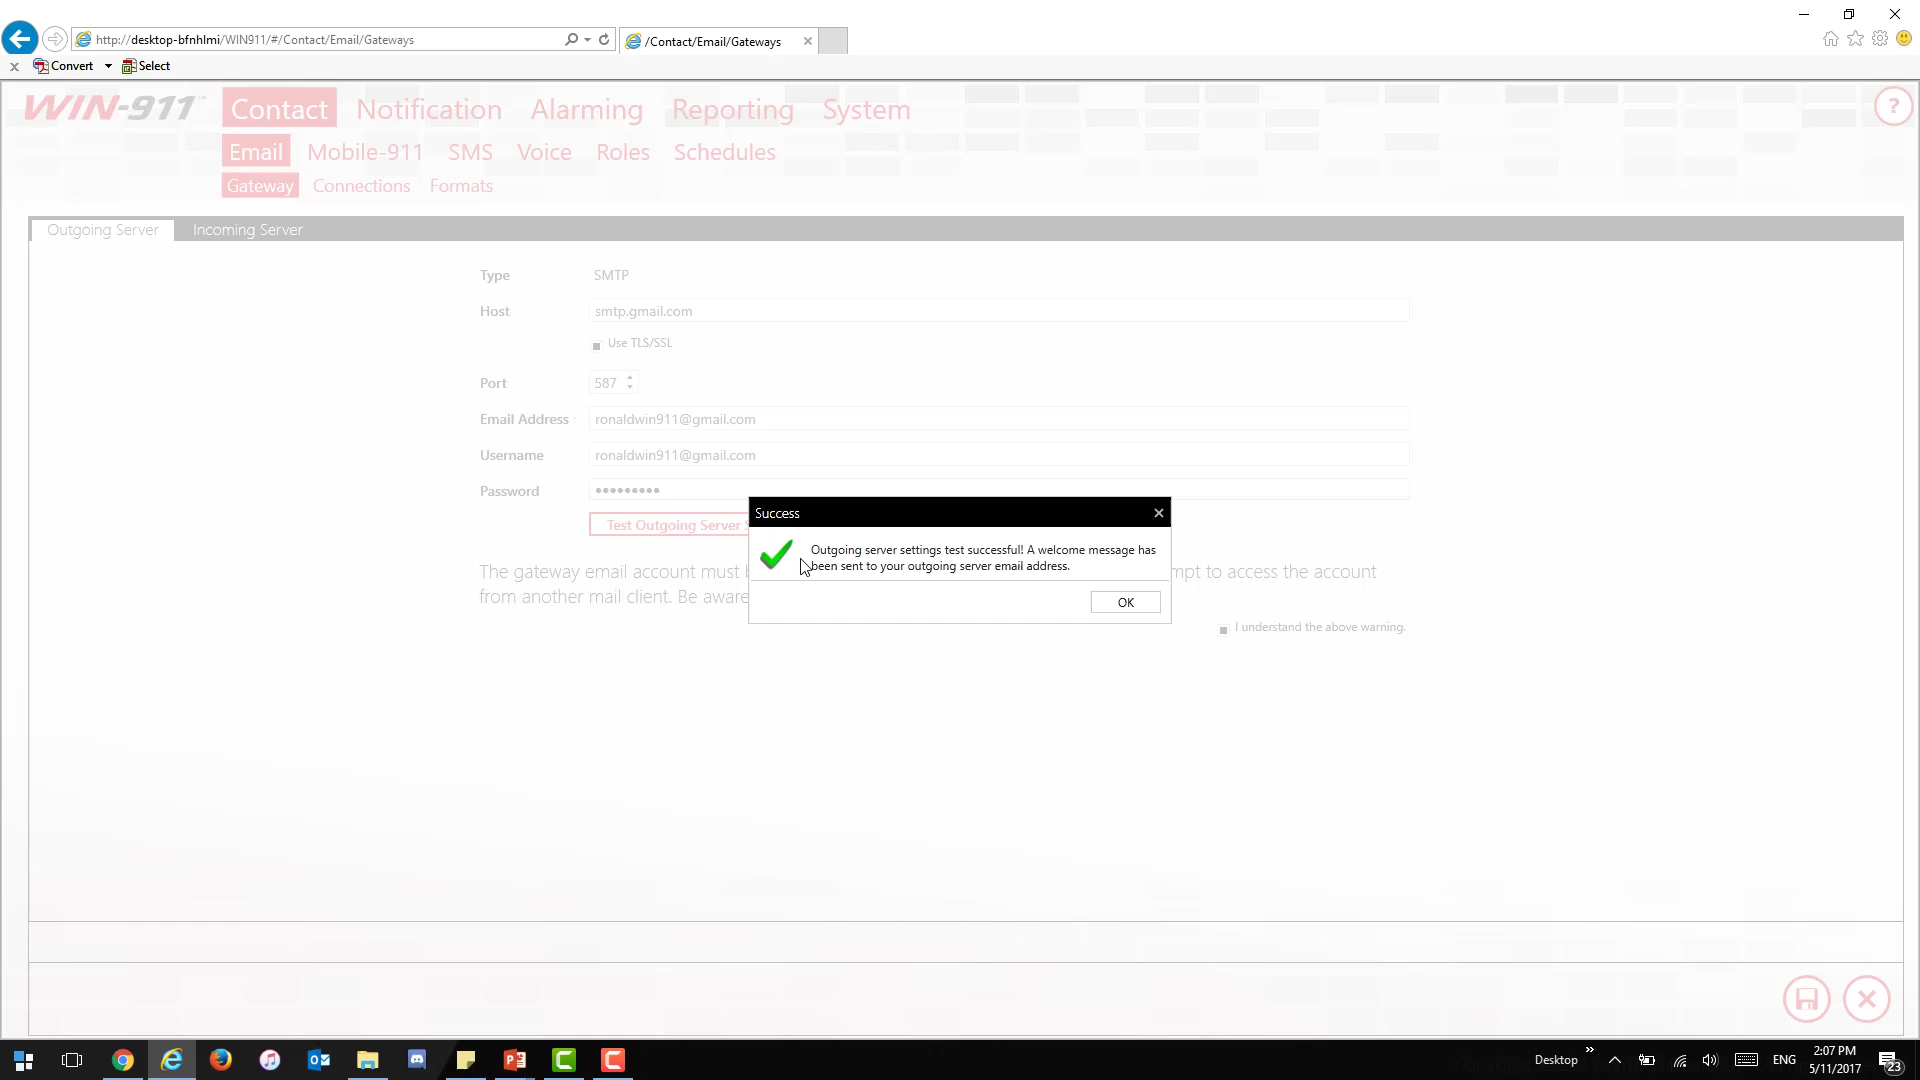 http://desktop-bfnhlmi/WIN911/#/Contact/Email/Gateways
/Contact/Email/Gateways
x Convert Select
WIN-911™ Contact Notification Alarming Reporting System ?
Email Mobile-911 SMS Voice Roles Schedules
Gateway Connections Formats
Outgoing Server Incoming Server
Type SMTP
Host smtp.gmail.com
Use TLS/SSL
Port 587
Email Address ronaldwin911@gmail.com
Username ronaldwin911@gmail.com
Password •••••••••
Test Outgoing Server
Success
Outgoing server settings test successful! A welcome message has
been sent to your outgoing server email address.
OK
The gateway email account must
mpt to access the account
from another mail client. Be aware
I understand the above warning.
Desktop » ENG 2:07 PM
5/11/2017 23